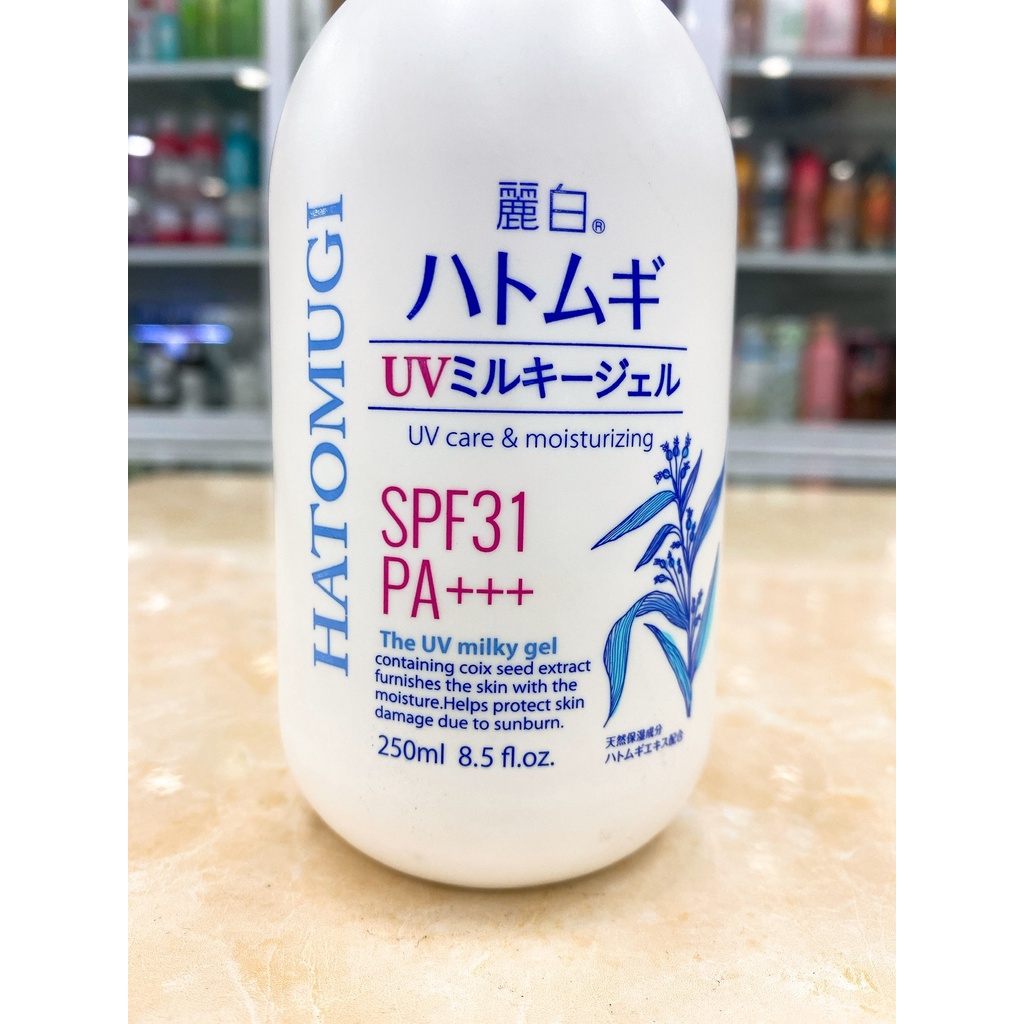 HATOMUGI
麗白®
ハトムギ
UVミルキージェル
UV care & moisturizing
SPF31
PA+++
The UV milky gel
containing coix seed extract
furnishes the skin with the
moisture.Helps protect skin
damage due to sunburn.
250ml 8.5 fl.oz.
天然保湿成分
ハトムギエキス配合